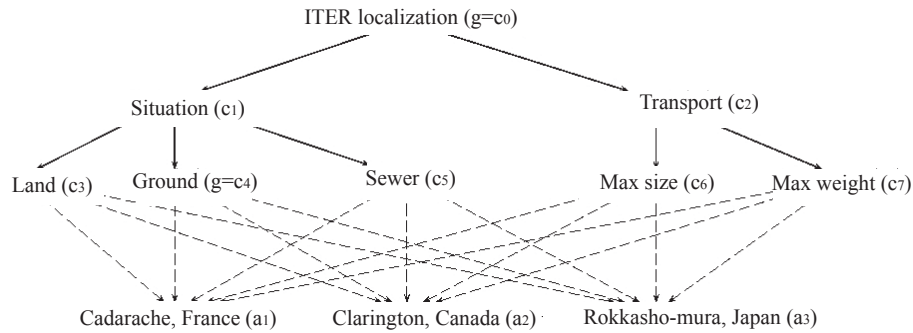 ITER localization (g=c0)
Situation (c1)
Transport (c2)
Land (c3)
Ground (g=c4)
Sewer (c5)
Max size (c6)
Max weight (c7)
Cadarache, France (a1)
Clarington, Canada (a2)
Rokkasho-mura, Japan (a3)